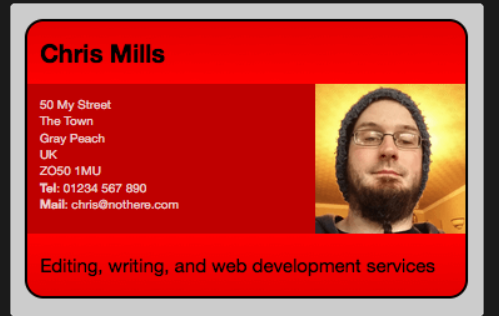 Chris Mills
50 My Street
The Town
Gray Peach
UK
ZO50 1MU
Tel: 01234 567 890
Mail: chris@nothere.com
Editing, writing, and web development services